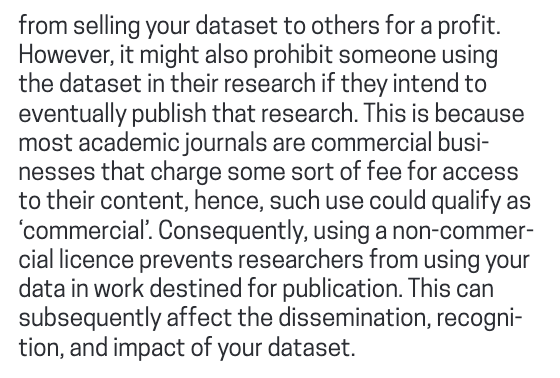 from selling your dataset to others for a profit.
However, it might also prohibit someone using
the dataset in their research if they intend to
eventually publish that research. This is because
most academic journals are commercial busi-
nesses that charge some sort of fee for access
to their content, hence, such use could qualify as
‘commercial’. Consequently, using a non-commer-
cial licence prevents researchers from using your
data in work destined for publication. This can
subsequently affect the dissemination, recogni-
tion, and impact of your dataset.